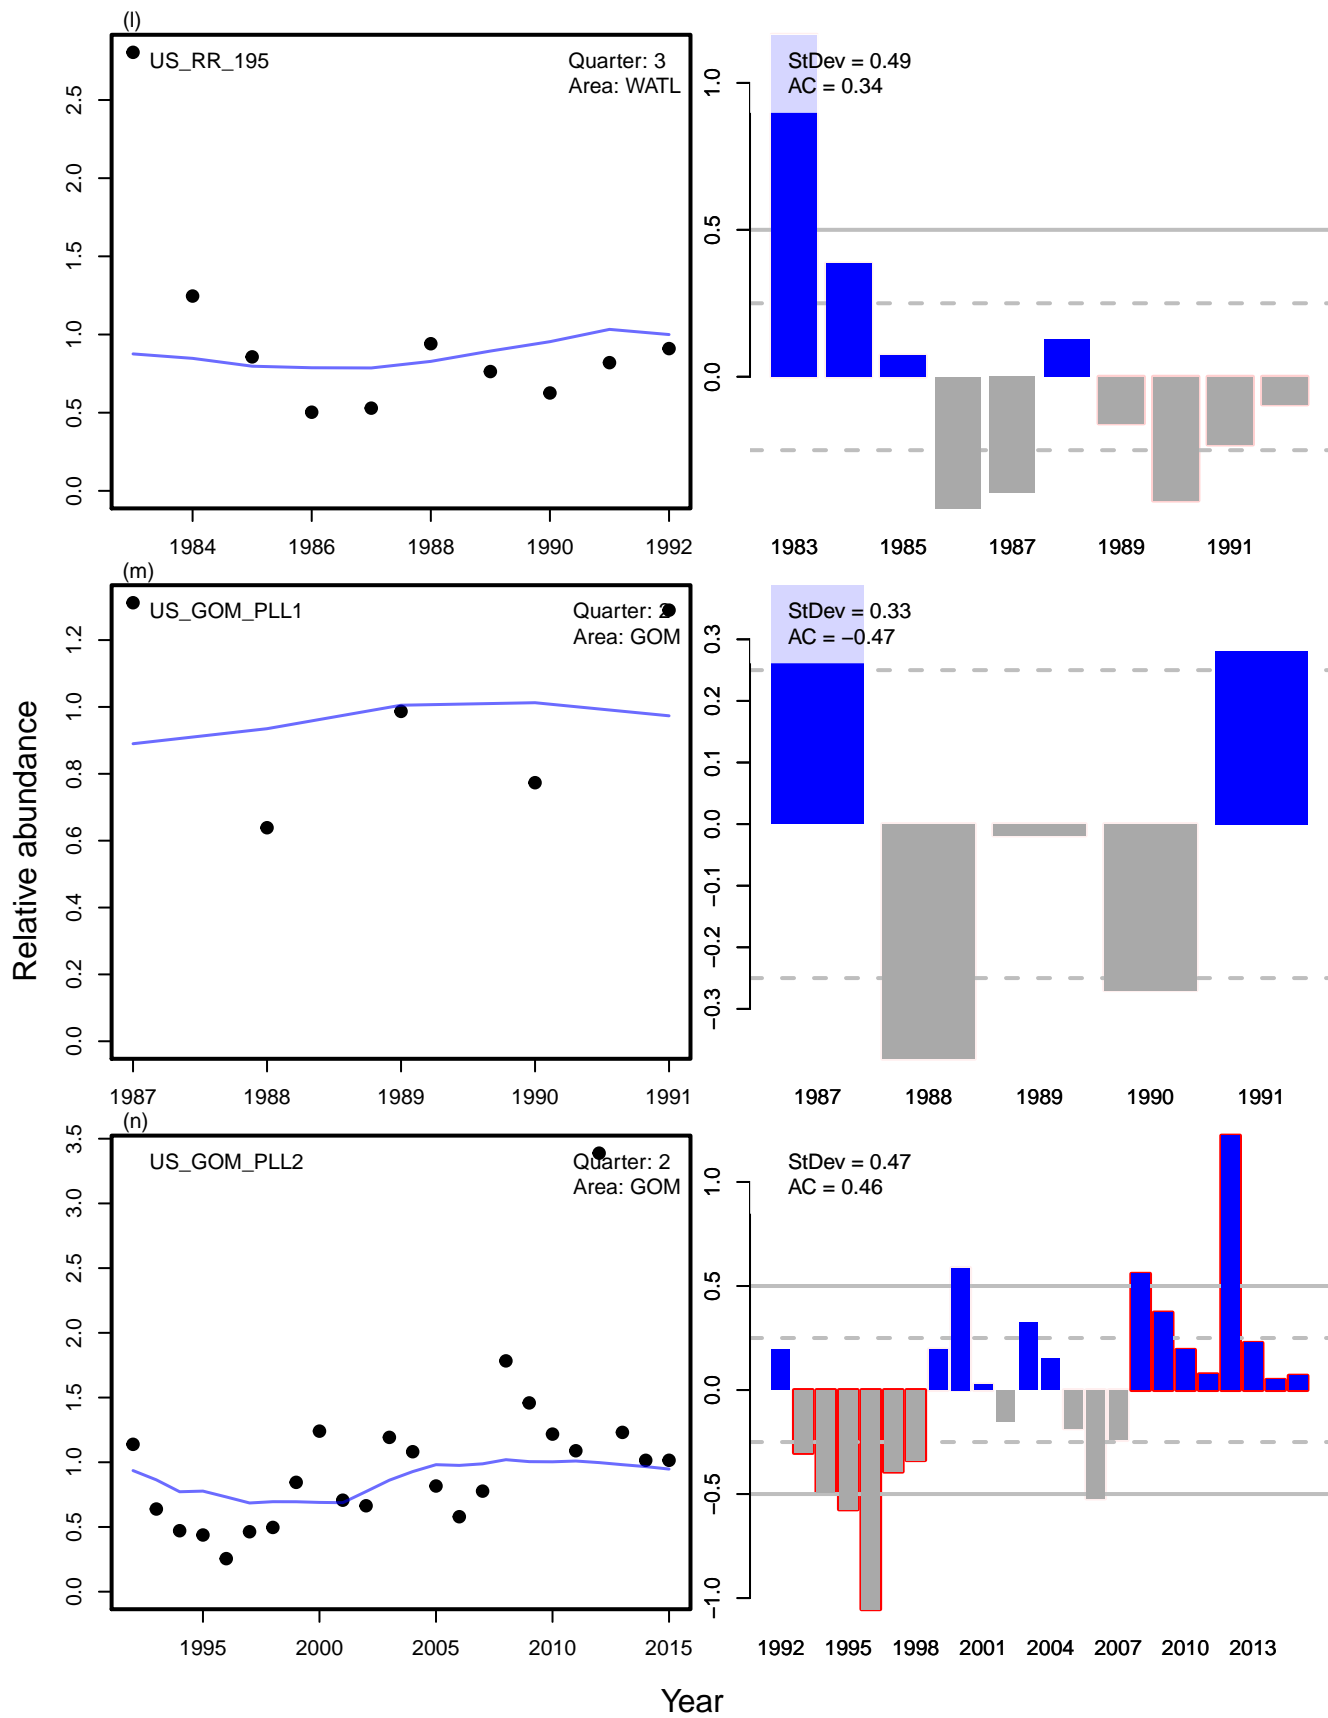 (l)
US_RR_195
Quarter: 3
Area: WATL
0.0 0.5 1.0 1.5 2.0 2.5
1984 1986 1988 1990 1992
StDev = 0.49
AC = 0.34
0.0 0.5 1.0
1983 1985 1987 1989 1991
(m)
US_GOM_PLL1
Quarter: 2
Area: GOM
0.0 0.2 0.4 0.6 0.8 1.0 1.2
1987 1988 1989 1990 1991
StDev = 0.33
AC = −0.47
−0.3 −0.2 −0.1 0.0 0.1 0.2 0.3
1987 1988 1989 1990 1991
(n)
US_GOM_PLL2
Quarter: 2
Area: GOM
0.0 0.5 1.0 1.5 2.0 2.5 3.0 3.5
1995 2000 2005 2010 2015
StDev = 0.47
AC = 0.46
−1.0 −0.5 0.0 0.5 1.0
1992 1995 1998 2001 2004 2007 2010 2013
Relative abundance
Year